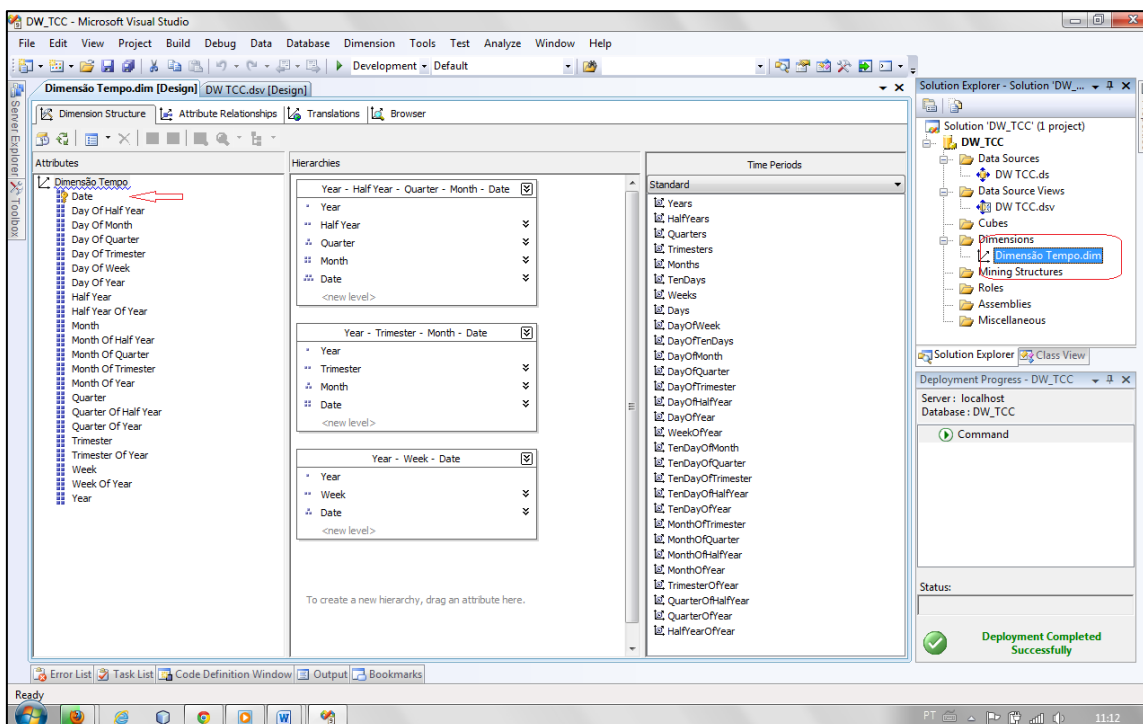 DW_TCC - Microsoft Visual Studio
File Edit View Project Build Debug Data Database Dimension Tools Test Analyze Window Help
Development Default
Server Explorer
Toolbox
Dimensão Tempo.dim [Design] DW TCC.dsv [Design]
Dimension Structure Attribute Relationships Translations Browser
Attributes
Dimensão Tempo
Date
Day Of Half Year
Day Of Month
Day Of Quarter
Day Of Trimester
Day Of Week
Day Of Year
Half Year
Half Year Of Year
Month
Month Of Half Year
Month Of Quarter
Month Of Trimester
Month Of Year
Quarter
Quarter Of Half Year
Quarter Of Year
Trimester
Trimester Of Year
Week
Week Of Year
Year
Hierarchies
Year - Half Year - Quarter - Month - Date
Year
Half Year
Quarter
Month
Date
<new level>
Year - Trimester - Month - Date
Year
Trimester
Month
Date
<new level>
Year - Week - Date
Year
Week
Date
<new level>
To create a new hierarchy, drag an attribute here.
Time Periods
Standard
Years
HalfYears
Quarters
Trimesters
Months
TenDays
Weeks
Days
DayOfWeek
DayOfTenDays
DayOfMonth
DayOfQuarter
DayOfTrimester
DayOfHalfYear
DayOfYear
WeekOfYear
TenDayOfMonth
TenDayOfQuarter
TenDayOfTrimester
TenDayOfHalfYear
TenDayOfYear
MonthOfTrimester
MonthOfQuarter
MonthOfHalfYear
MonthOfYear
TrimesterOfYear
QuarterOfHalfYear
QuarterOfYear
HalfYearOfYear
Solution Explorer - Solution 'DW_...
Solution 'DW_TCC' (1 project)
DW_TCC
Data Sources
DW TCC.ds
Data Source Views
DW TCC.dsv
Cubes
Dimensions
Dimensão Tempo.dim
Mining Structures
Roles
Assemblies
Miscellaneous
Solution Explorer Class View
Deployment Progress - DW_TCC
Server : localhost
Database : DW_TCC
Command
Status:
Deployment Completed
Successfully
Error List Task List Code Definition Window Output Bookmarks
Ready
PT 11:12